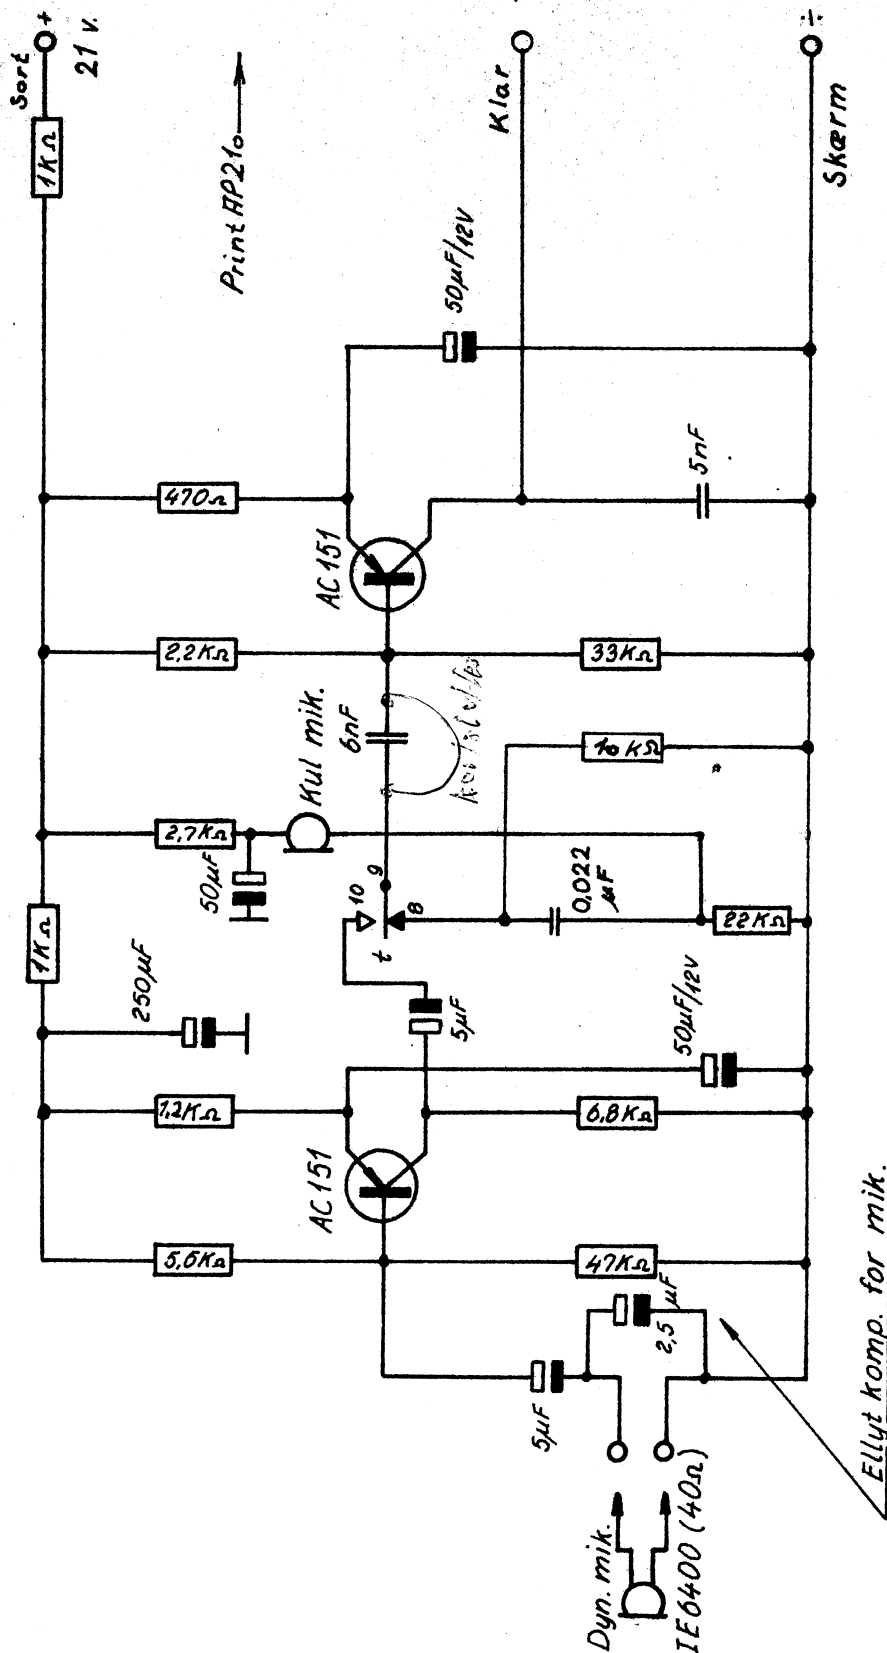 Sort +
21 v.
1KΩ
Print AP210
Klar
÷
Skærm
50µF/12V
470Ω
5nF
AC151
2,2KΩ
33KΩ
6nF
Kul mik.
10KΩ
2,7KΩ
50µF
10
9
8
t
0,022
µF
22KΩ
1KΩ
250µF
5µF
50µF/12V
1,2KΩ
6,8KΩ
AC151
5,6KΩ
47KΩ
5µF
2,5 µF
Dyn. mik.
IE6400 (40Ω)
Ellyt komp. for mik.